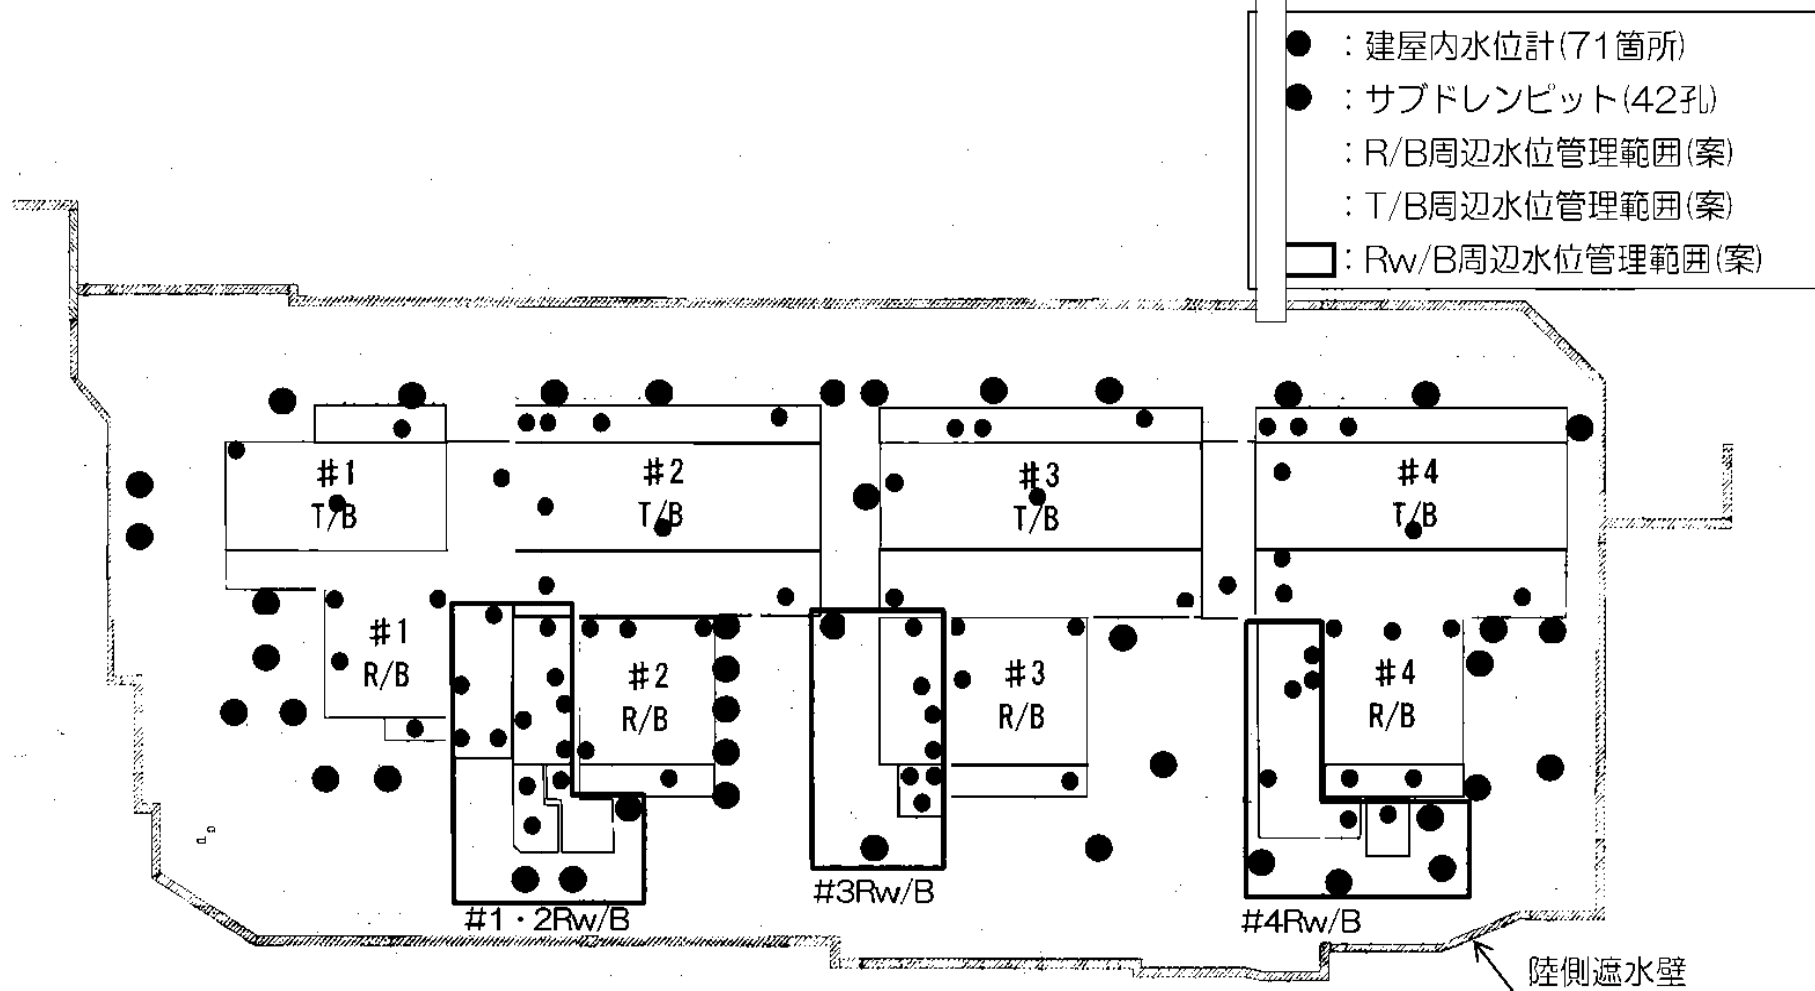 ：建屋内水位計(71箇所)
：サブドレンピット(42孔)
：R/B周辺水位管理範囲(案)
：T/B周辺水位管理範囲(案)
：Rw/B周辺水位管理範囲(案)
#1
T/B
#2
T/B
#3
T/B
#4
T/B
#1
R/B
#2
R/B
#3
R/B
#4
R/B
#1・2Rw/B
#3Rw/B
#4Rw/B
陸側遮水壁